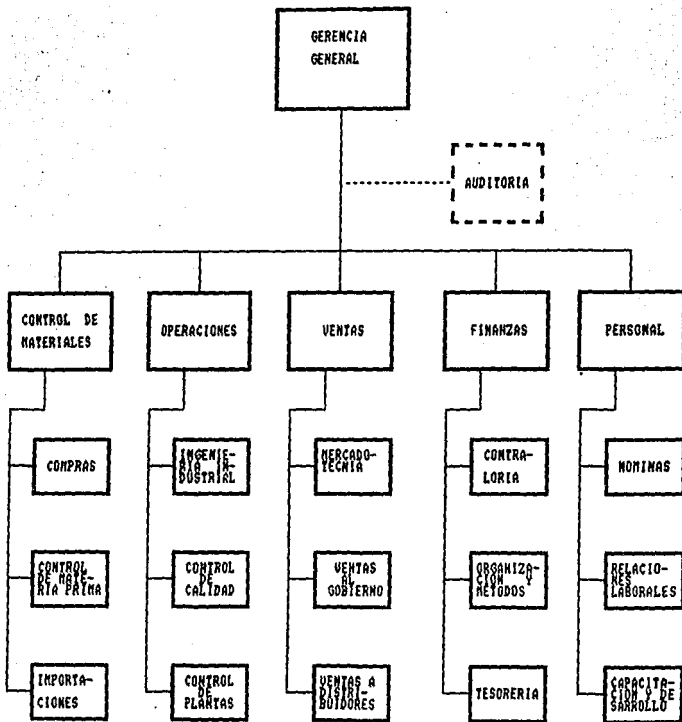 GERENCIA
GENERAL
AUDITORIA
CONTROL DE
MATERIALES
OPERACIONES
VENTAS
FINANZAS
PERSONAL
COMPRAS
INGENIE-
RIA IN-
DUSTRIAL
MERCADO-
TECNIA
CONTRA-
LORIA
NOMINAS
CONTROL
DE MATE-
RIA PRIMA
CONTROL
DE
CALIDAD
VENTAS
AL
GOBIERNO
ORGANIZA-
CION Y
METODOS
RELACIO-
NES
LABORALES
IMPORTA-
CIONES
CONTROL
DE
PLANTAS
VENTAS A
DISTRI-
BUIDORES
TESORERIA
CAPACITA-
CION Y DE
SARROLLO